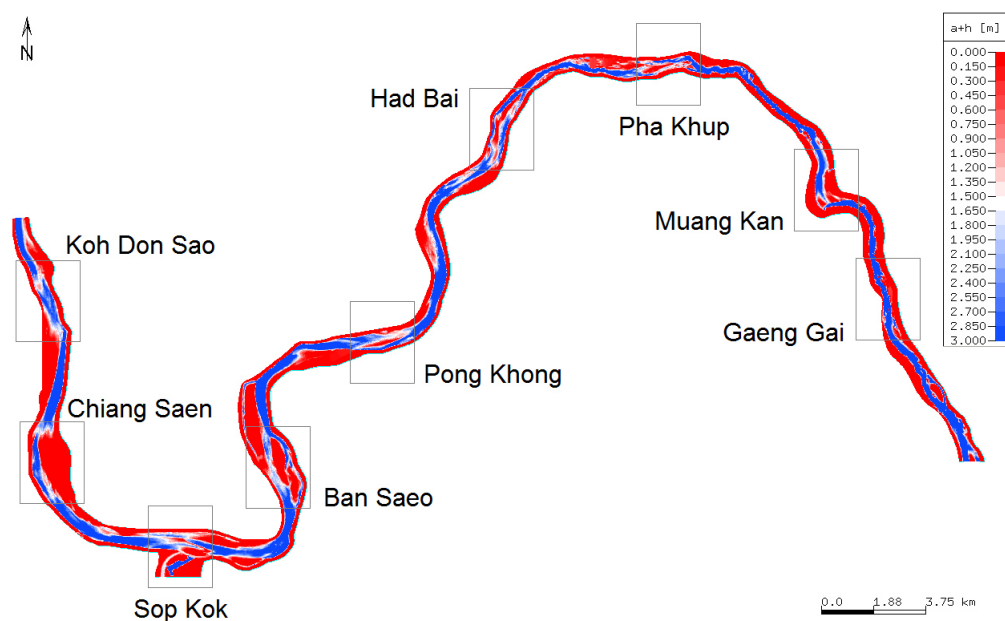 N
a+h [m]
0.000
0.150
0.300
0.450
0.600
0.750
0.900
1.050
1.200
1.350
1.500
1.650
1.800
1.950
2.100
2.250
2.400
2.550
2.700
2.850
3.000
Had Bai
Pha Khup
Muang Kan
Koh Don Sao
Gaeng Gai
Pong Khong
Chiang Saen
Ban Saeo
Sop Kok
0.0 1.88 3.75 km